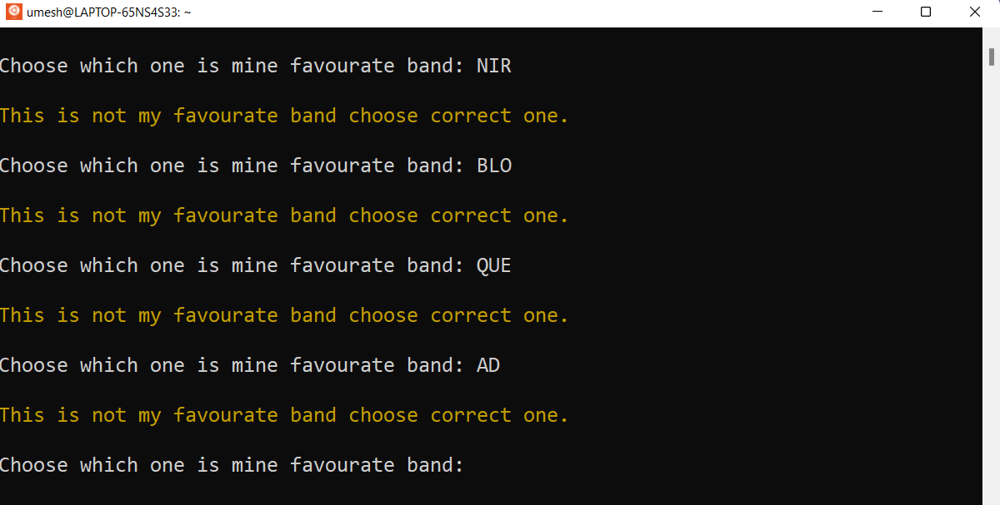 umesh@LAPTOP-65NS4S33: ~
Choose which one is mine favourate band: NIR
This is not my favourate band choose correct one.
Choose which one is mine favourate band: BLO
This is not my favourate band choose correct one.
Choose which one is mine favourate band: QUE
This is not my favourate band choose correct one.
Choose which one is mine favourate band: AD
This is not my favourate band choose correct one.
Choose which one is mine favourate band: